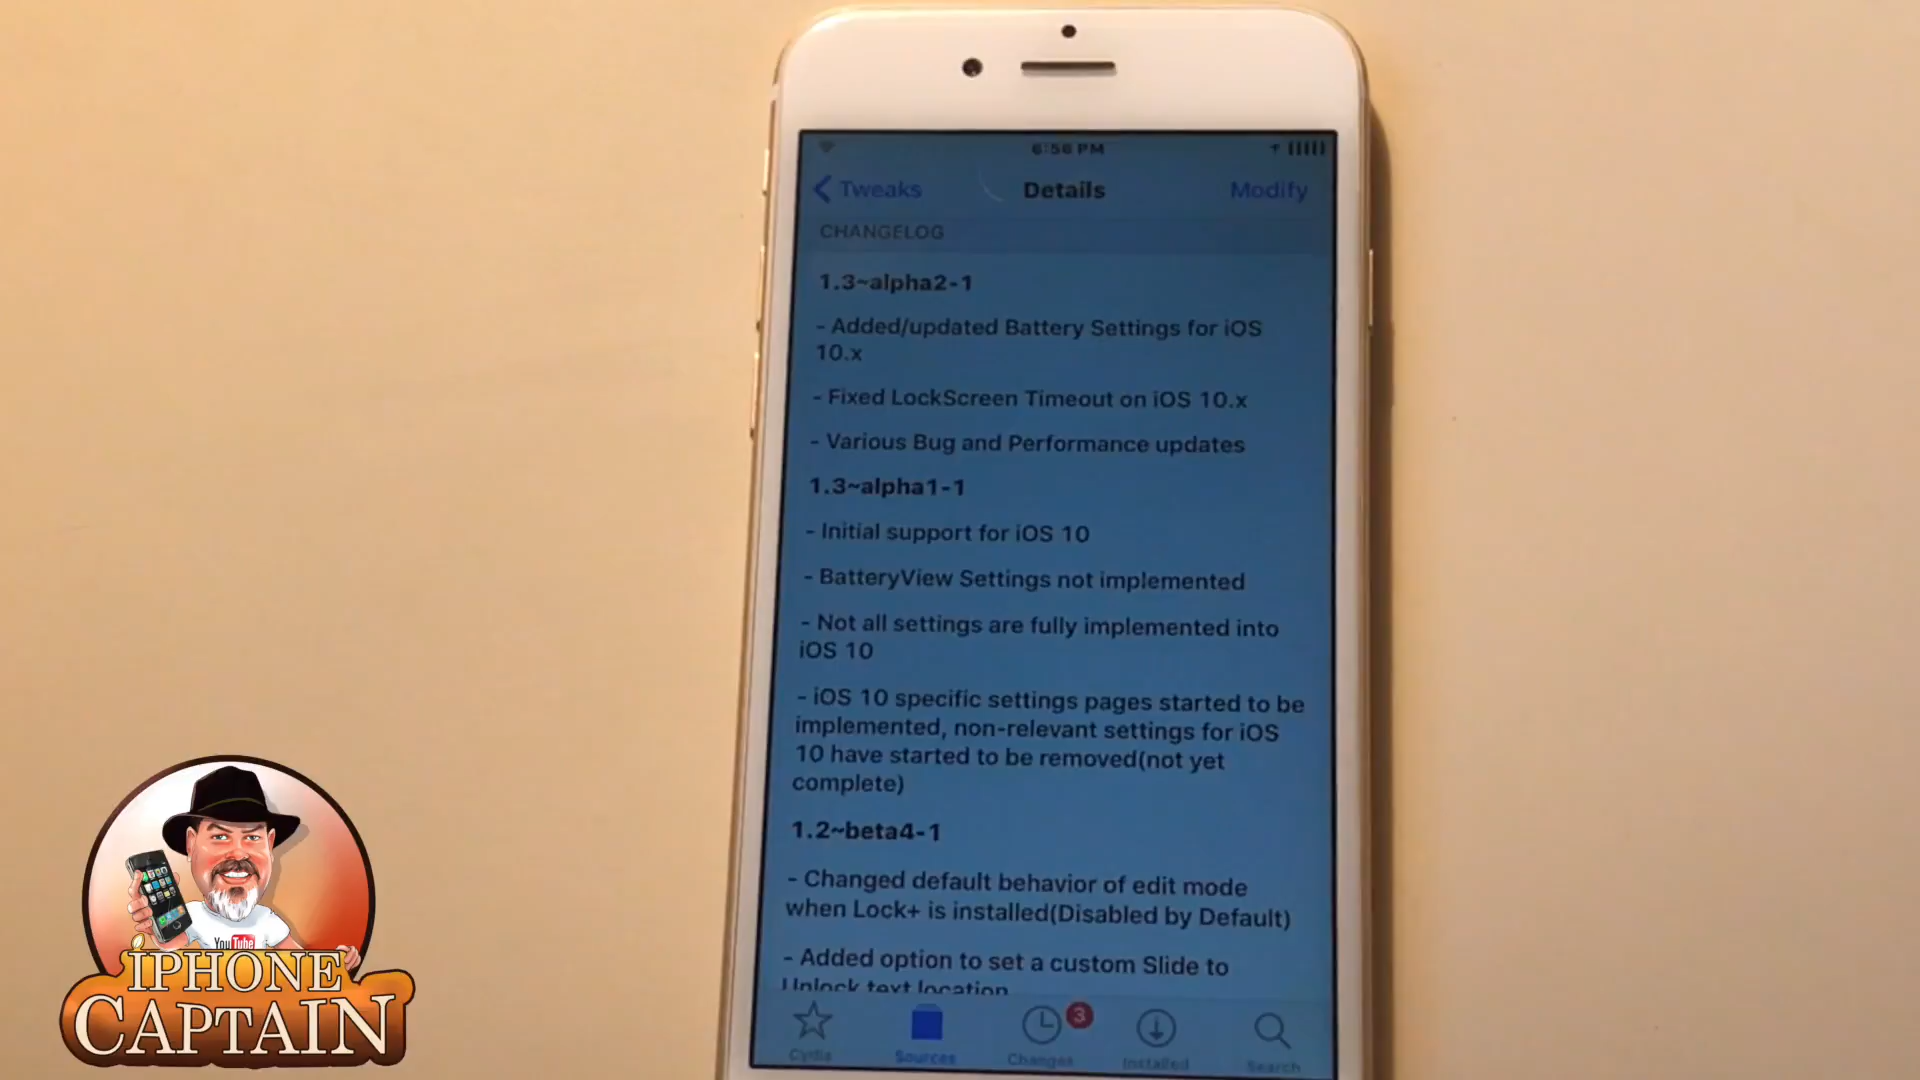 6:56 PM
Tweaks
Details
Modify
CHANGELOG
1.3~alpha2-1
- Added/updated Battery Settings for iOS
10.x
- Fixed LockScreen Timeout on iOS 10.x
- Various Bug and Performance updates
1.3~alpha1-1
- Initial support for iOS 10
- BatteryView Settings not implemented
- Not all settings are fully implemented into
iOS 10
- iOS 10 specific settings pages started to be
implemented, non-relevant settings for iOS
10 have started to be removed(not yet
complete)
1.2~beta4-1
- Changed default behavior of edit mode
when Lock+ is installed(Disabled by Default)
- Added option to set a custom Slide to
Unlock text location
3
Cydia
Sources
Changes
Installed
Search
YouTube
IPHONE
CAPTAIN